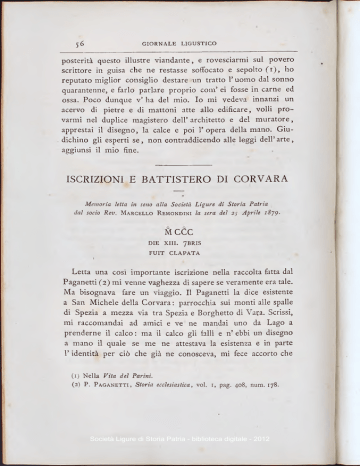 56
GIORNALE LIGUSTICO
posterità questo illustre viandante, e rovesciarmi sul povero
scrittore in guisa che ne restasse soffocato e sepolto (1), ho
reputato miglior consiglio destare un tratto l'uomo dal sonno
quarantenne, e farlo parlare proprio com' ei fosse in carne ed
ossa. Poco dunque v' ha del mio. Io mi vedeva innanzi un
acervo di pietre e di mattoni atte allo edificare, volli pro-
varmi nel duplice magistero dell' architetto e del muratore,
apprestai il disegno, la calce e poi l' opera della mano. Giu-
dichino gli esperti se, non contraddicendo alle leggi dell' arte,
aggiunsi il mio fine.
ISCRIZIONI E BATTISTERO DI CORVARA
Memoria letta in seno alla Società Ligure di Storia Patria
dal socio Rev. MARCELLO REMONDINI la sera del 25 Aprile 1879.
M̄ CC̄C
DIE XIII. 7BRIS
FUIT CLAPATA
Letta una così importante iscrizione nella raccolta fatta dal
Paganetti (2) mi venne vaghezza di sapere se veramente era tale.
Ma bisognava fare un viaggio. Il Paganetti la dice esistente
a San Michele della Corvara: parrocchia sui monti alle spalle
di Spezia a mezza via tra Spezia e Borghetto di Vara. Scrissi,
mi raccomandai ad amici e ve ne mandai uno da Lago a
prenderne il calco: ma il calco gli fallì e n' ebbi un disegno
a mano il quale se me ne attestava la esistenza e in parte
l' identità per ciò che già ne conosceva, mi fece accorto che
(1) Nella Vita del Parini.
(2) P. PAGANETTI, Storia ecclesiastica, vol. 1, pag. 408, num. 178.
Società Ligure di Storia Patria - biblioteca digitale - 2012